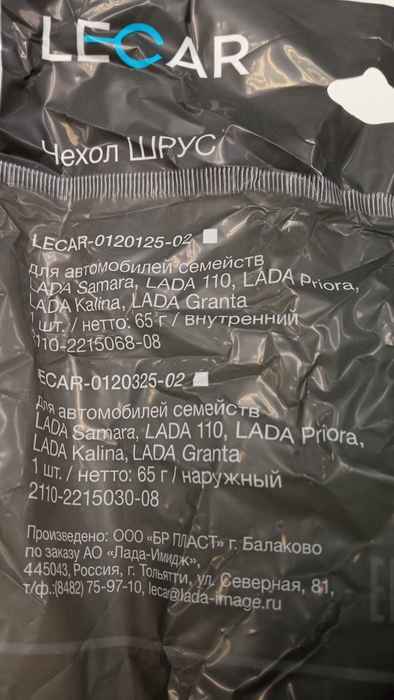 LECAR
Чехол ШРУС
LECAR-0120125-02
для автомобилей семейств
LADA Samara, LADA 110, LADA Priora,
LADA Kalina, LADA Granta
1 шт. / нетто: 65 г / внутренний
2110-2215068-08
LECAR-0120325-02
для автомобилей семейств
LADA Samara, LADA 110, LADA Priora,
LADA Kalina, LADA Granta
1 шт. / нетто: 65 г / наружный
2110-2215030-08
Произведено: ООО «БР ПЛАСТ» г. Балаково
по заказу АО «Лада-Имидж»,
445043, Россия, г. Тольятти, ул. Северная, 81,
т/ф.:(8482) 75-97-10, lecar@lada-image.ru